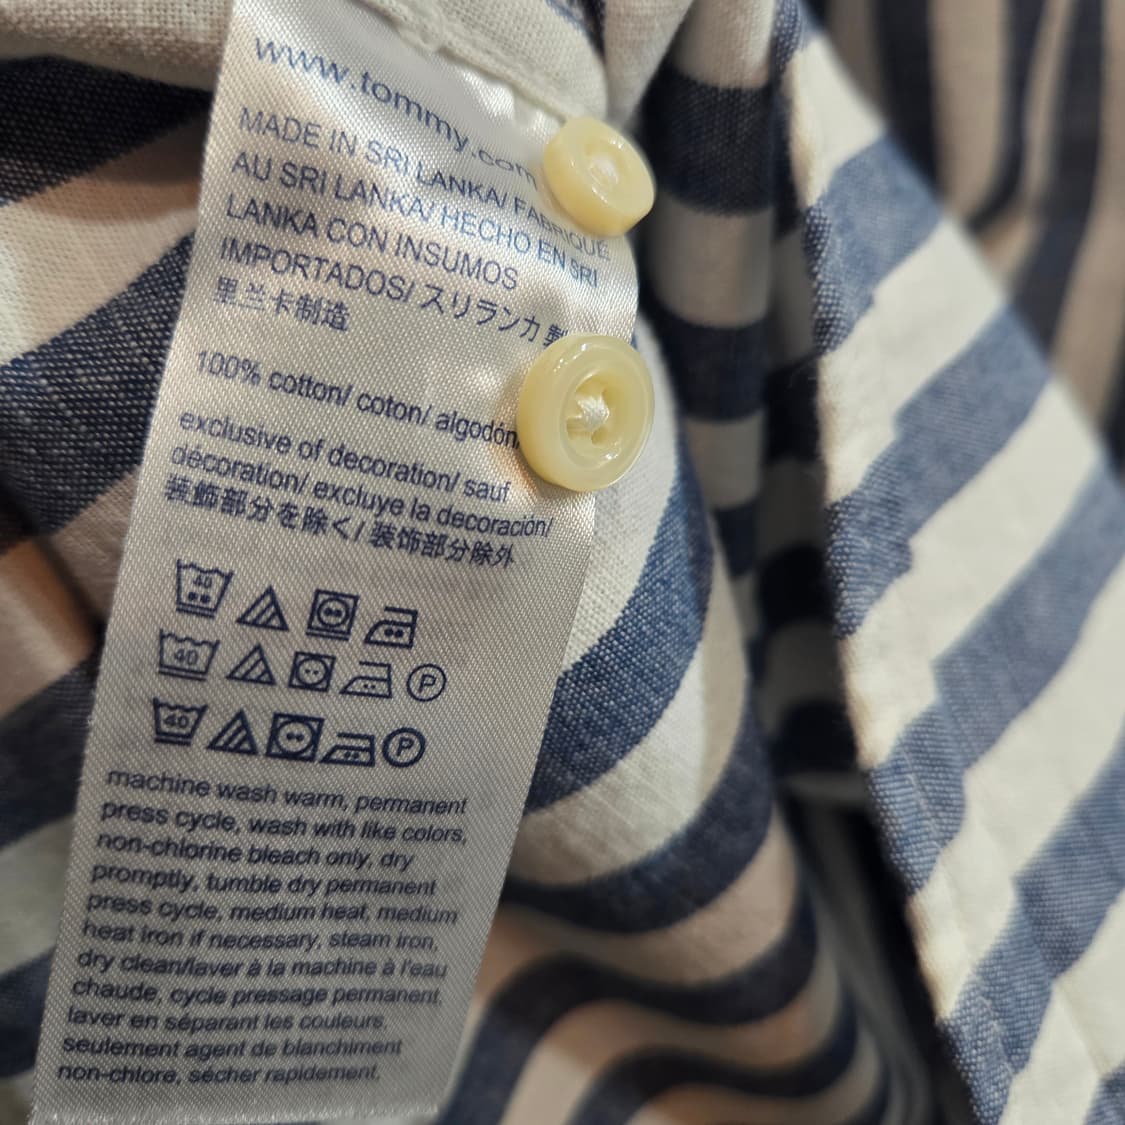 www.tommy.com
MADE IN SRI LANKA/ FABRIQUÉ
AU SRI LANKA/ HECHO EN SRI
LANKA CON INSUMOS
IMPORTADOS/ スリランカ 製
里兰卡制造
100% cotton/ coton/ algodón/
exclusive of decoration/ sauf
décoration/ excluye la decoración/
装飾部分を除く/ 装饰部分除外
40
40 P
40 P
machine wash warm, permanent
press cycle, wash with like colors,
non-chlorine bleach only, dry
promptly, tumble dry permanent
press cycle, medium heat, medium
heat iron if necessary, steam iron,
dry clean/laver à la machine à l'eau
chaude, cycle pressage permanent,
laver en séparant les couleurs,
seulement agent de blanchiment
non-chlore, sécher rapidement,